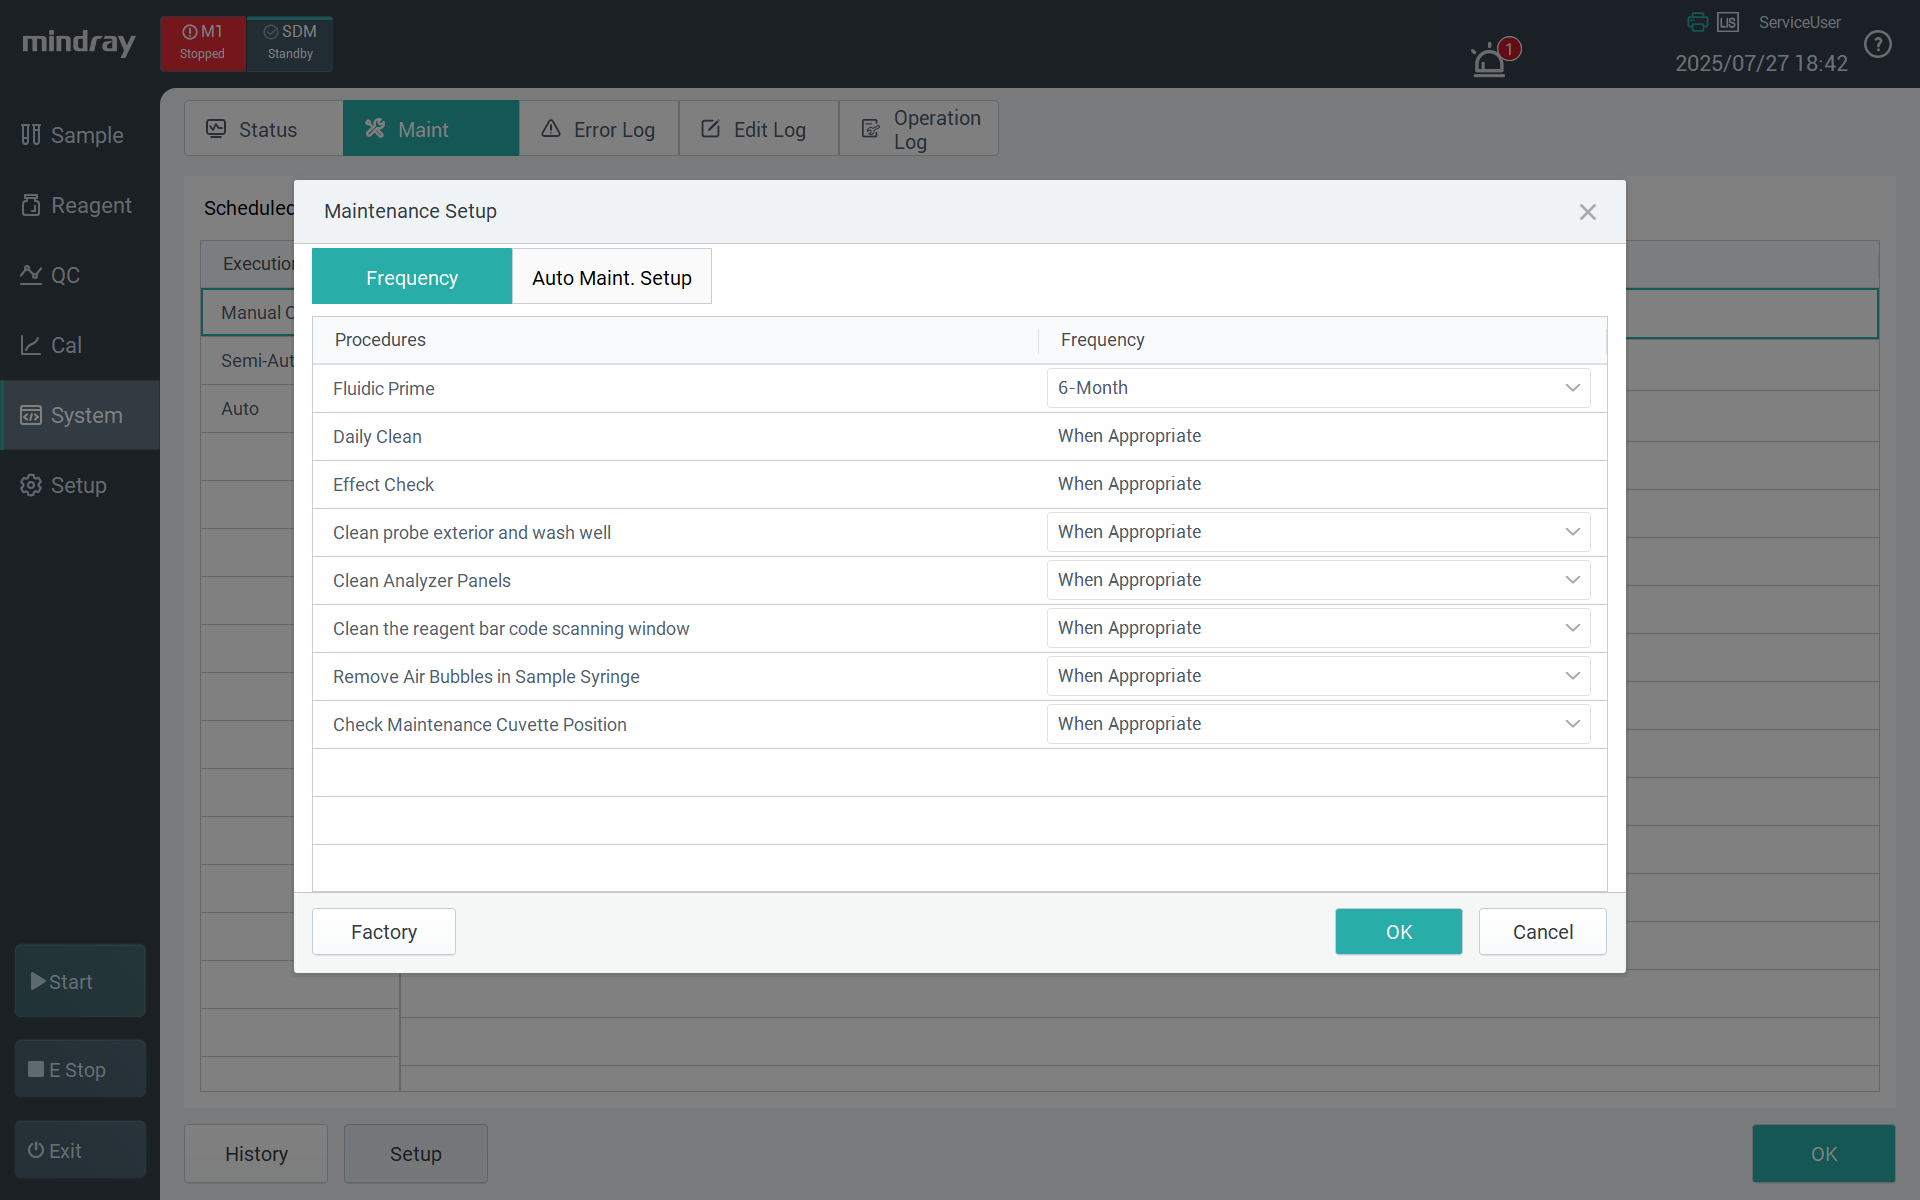 mindray
M1
Stopped
SDM
Standby
1
LIS
ServiceUser
2025/07/27 18:42
?
Sample
Reagent
QC
Cal
System
Setup
Start
E Stop
Exit
Status
Maint
Error Log
Edit Log
Operation
Log
Scheduled
Execution
Manual C
Semi-Aut
Auto
Maintenance Setup
Frequency
Auto Maint. Setup
Procedures
Frequency
Fluidic Prime
6-Month
Daily Clean
When Appropriate
Effect Check
When Appropriate
Clean probe exterior and wash well
When Appropriate
Clean Analyzer Panels
When Appropriate
Clean the reagent bar code scanning window
When Appropriate
Remove Air Bubbles in Sample Syringe
When Appropriate
Check Maintenance Cuvette Position
When Appropriate
Factory
OK
Cancel
History
Setup
OK